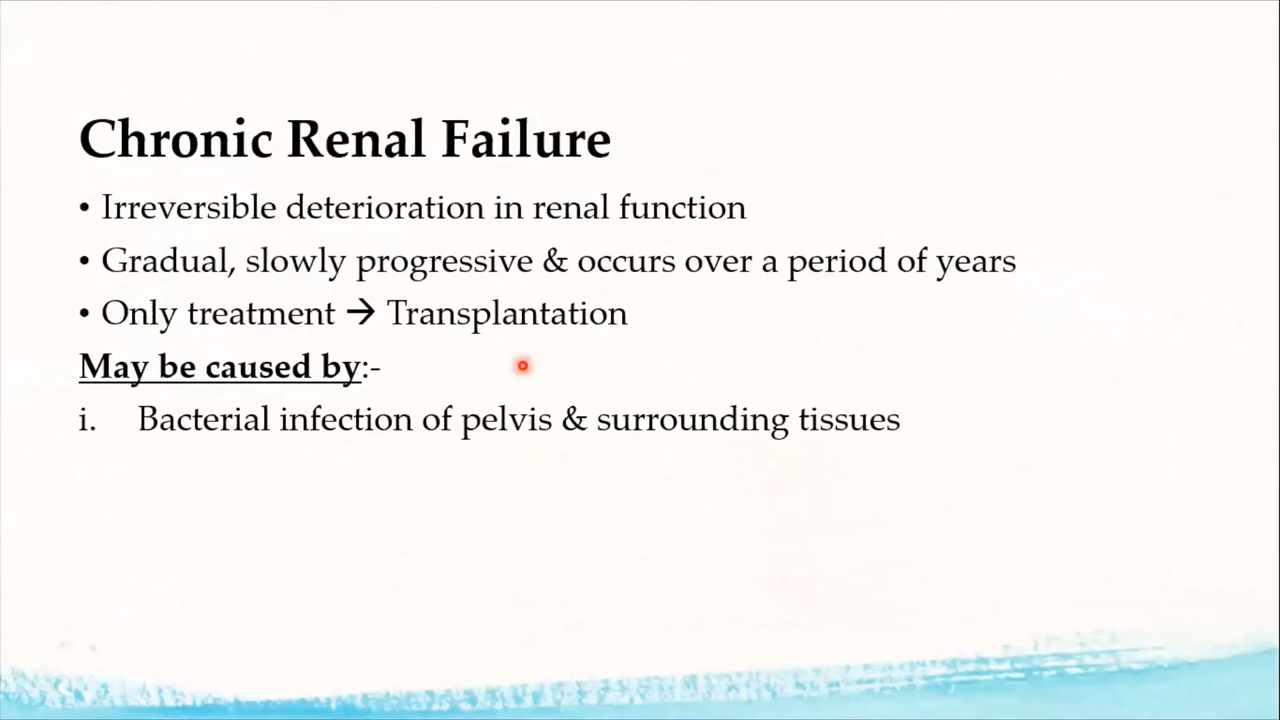 Chronic Renal Failure
• Irreversible deterioration in renal function
• Gradual, slowly progressive & occurs over a period of years
• Only treatment → Transplantation
May be caused by:-
i. Bacterial infection of pelvis & surrounding tissues